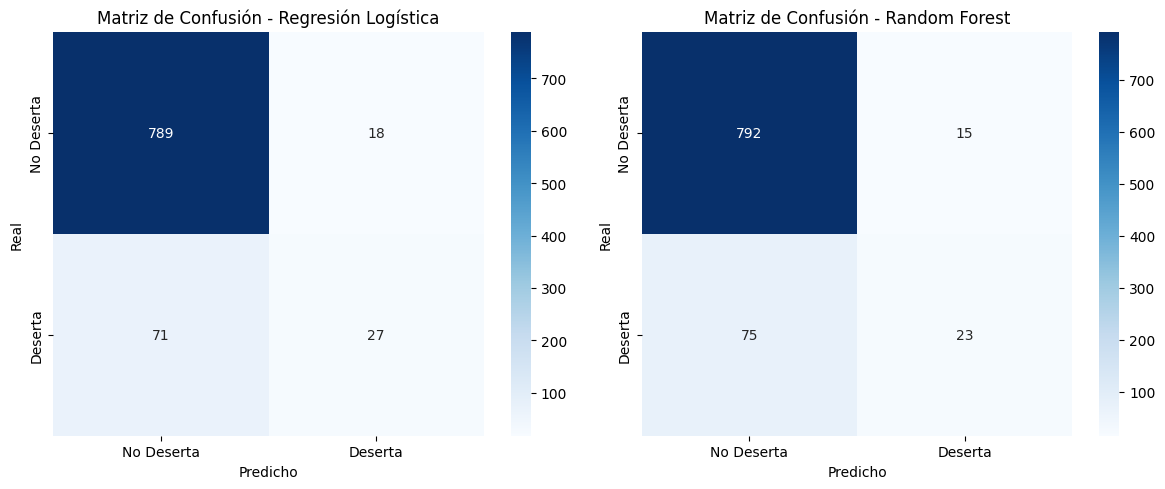 Matriz de Confusión - Regresión Logística
No Deserta
Deserta
Real
789
18
71
27
No Deserta
Deserta
Predicho
700
600
500
400
300
200
100
Matriz de Confusión - Random Forest
No Deserta
Deserta
Real
792
15
75
23
No Deserta
Deserta
Predicho
700
600
500
400
300
200
100